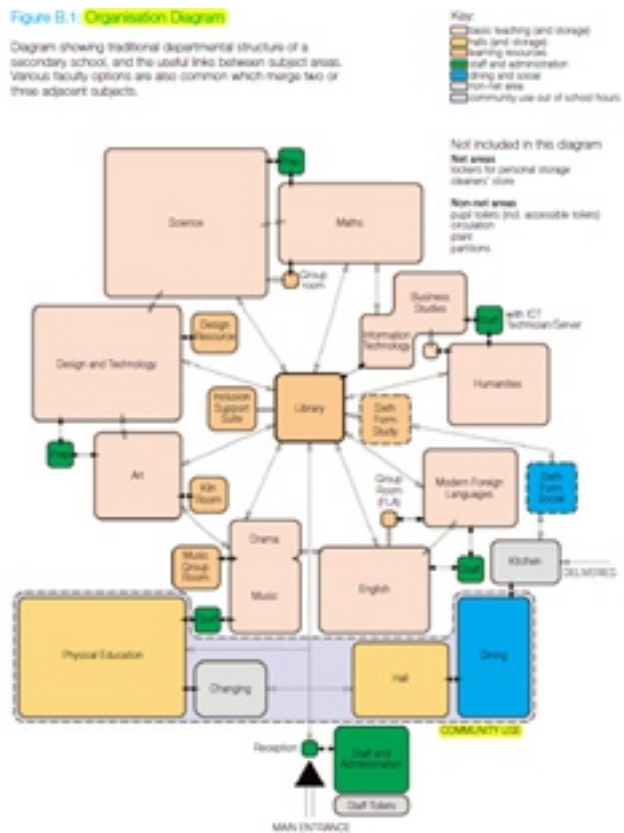 Figure B.1: Organisation Diagram
Diagram showing traditional departmental structure of a
secondary school, and the useful links between subject areas.
Various faculty options are also common which merge two or
three adjacent subjects.
Key:
basic teaching (and storage)
halls (and storage)
learning resources
staff and administration
dining and social
non-net area
community use out of school hours
Not included in this diagram
Net areas
lockers for personal storage
cleaners' store
Non-net areas
pupil toilets (incl. accessible toilets)
circulation
plant
partitions
Prep
Science
Maths
Group
room
Business
Studies
Information
Technology
Staff
with ICT
Technician/Server
Humanities
Design
Resource
Design and Technology
Inclusion
Support
Suite
Library
Sixth
Form
Study
Prep
Art
Kiln
Room
Group
Room
(FLA)
Modern Foreign
Languages
Sixth
Form
Social
Drama
Music
Music
Group
Room
English
Staff
Kitchen
DELIVERIES
Physical Education
Staff
Changing
Hall
Dining
COMMUNITY USE
Reception
Staff and
Administration
Staff Toilets
MAIN ENTRANCE